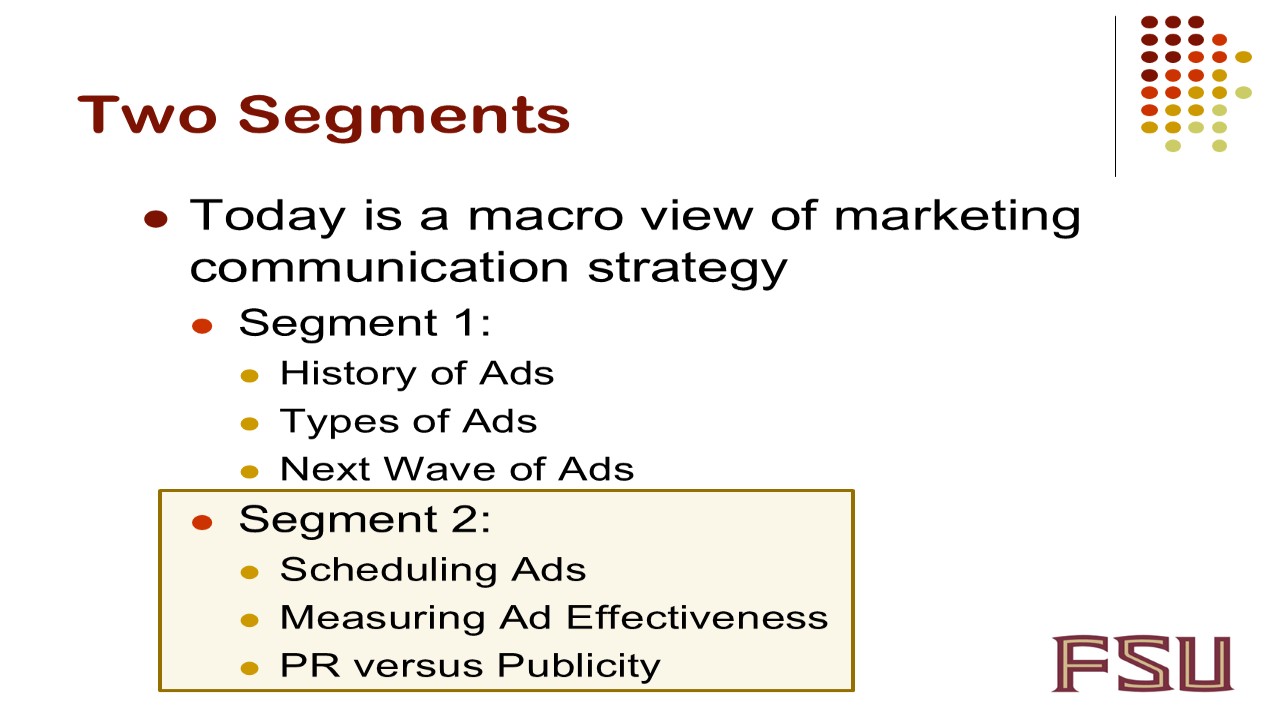 Two Segments
Today is a macro view of marketing
communication strategy
Segment 1:
History of Ads
Types of Ads
Next Wave of Ads
Segment 2:
Scheduling Ads
Measuring Ad Effectiveness
PR versus Publicity
FSU